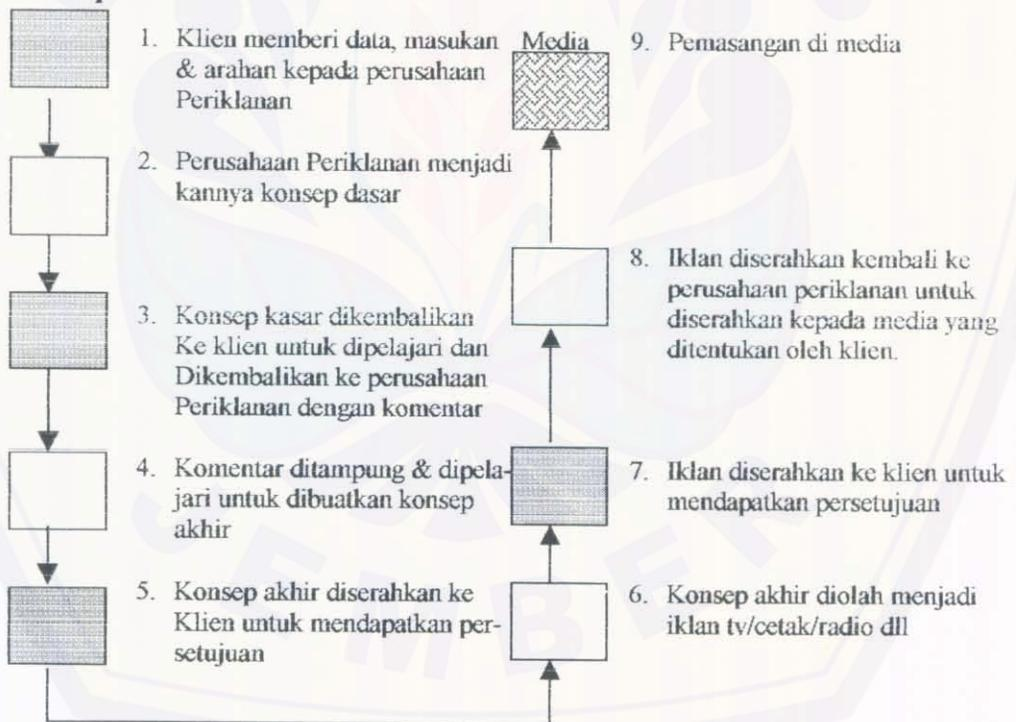 1. Klien memberi data, masukan
& arahan kepada perusahaan
Periklanan
2. Perusahaan Periklanan menjadi
kannya konsep dasar
3. Konsep kasar dikembalikan
Ke klien untuk dipelajari dan
Dikembalikan ke perusahaan
Periklanan dengan komentar
4. Komentar ditampung & dipela-
jari untuk dibuatkan konsep
akhir
5. Konsep akhir diserahkan ke
Klien untuk mendapatkan per-
setujuan
6. Konsep akhir diolah menjadi
iklan tv/cetak/radio dll
7. Iklan diserahkan ke klien untuk
mendapatkan persetujuan
8. Iklan diserahkan kembali ke
perusahaan periklanan untuk
diserahkan kepada media yang
ditentukan oleh klien.
Media
9. Pemasangan di media
JEMBER